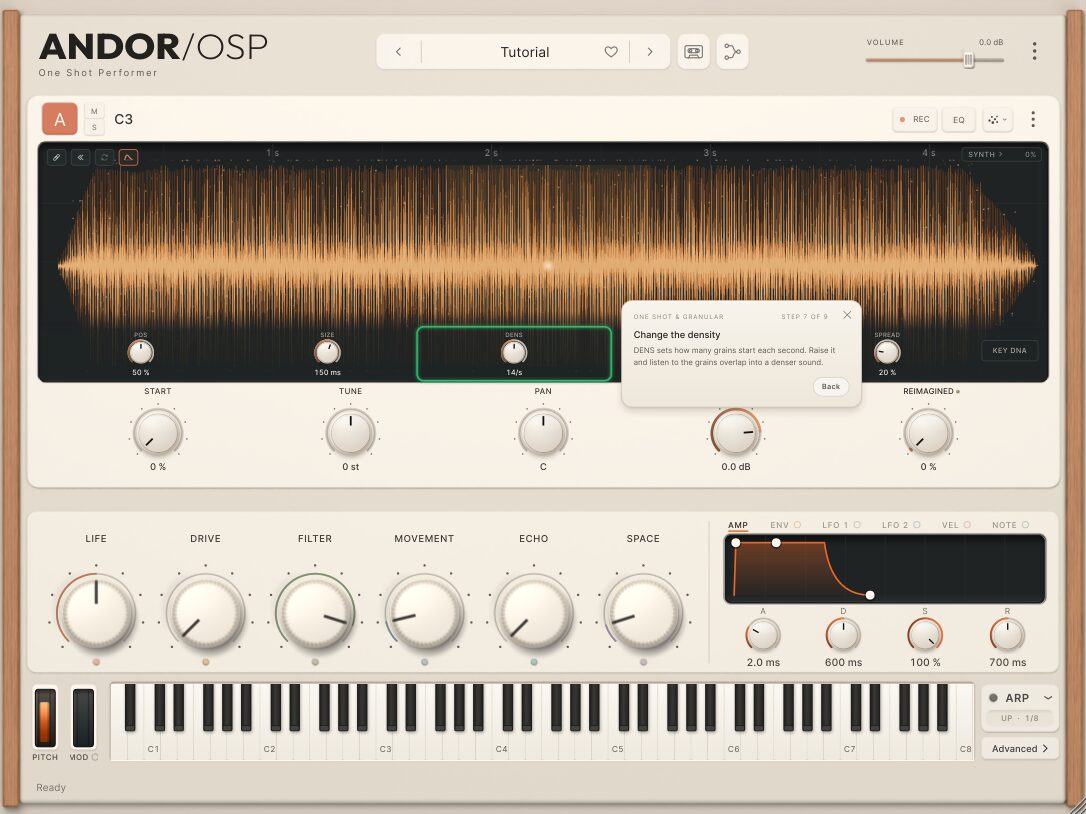 ANDOR/OSP
One Shot Performer
Tutorial
VOLUME 0.0 dB
A
M
S
C3
REC
EQ
1 s
2 s
3 s
4 s
SYNTH > 0%
ONE SHOT & GRANULAR STEP 7 OF 9
Change the density
DENS sets how many grains start each second. Raise it
and listen to the grains overlap into a denser sound.
Back
POS
50 %
SIZE
150 ms
DENS
14/s
SPREAD
20 %
KEY DNA
START
0 %
TUNE
0 st
PAN
C
0.0 dB
REIMAGINED
0 %
LIFE
DRIVE
FILTER
MOVEMENT
ECHO
SPACE
AMP
ENV
LFO 1
LFO 2
VEL
NOTE
A
2.0 ms
D
600 ms
S
100 %
R
700 ms
PITCH
MOD
C1
C2
C3
C4
C5
C6
C7
C8
ARP
UP · 1/8
Advanced >
Ready